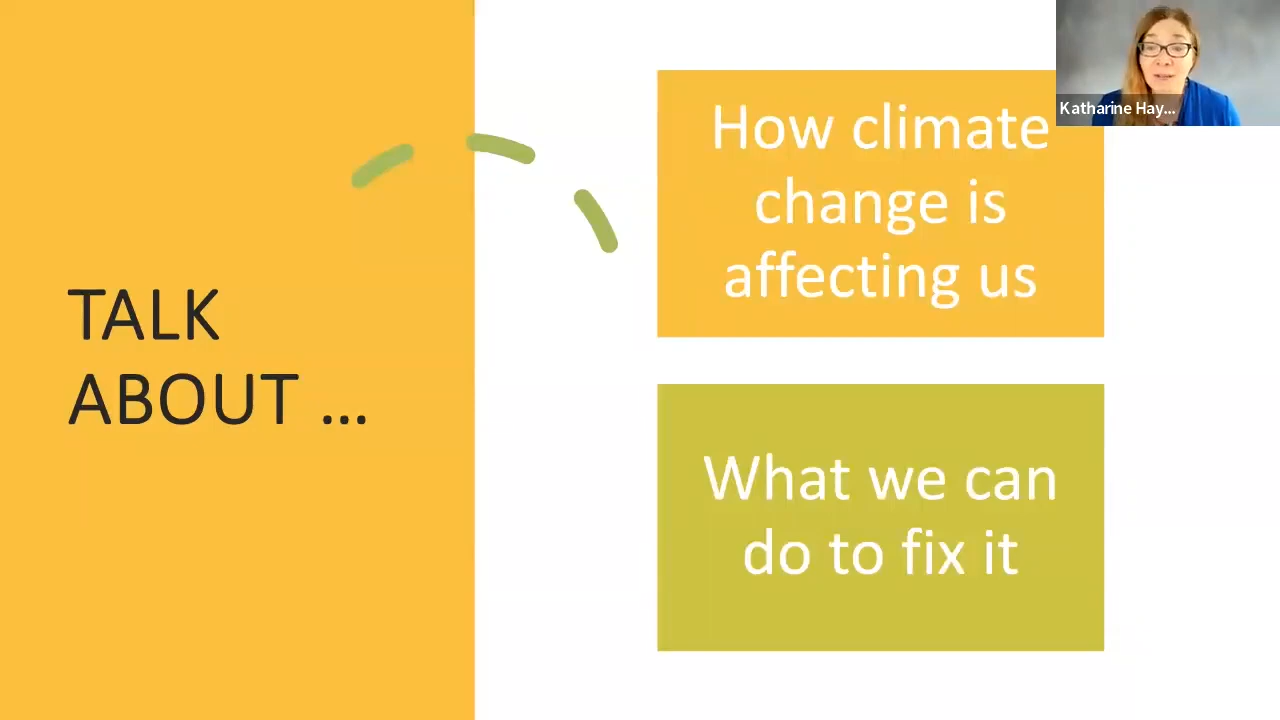 TALK
ABOUT ...
How climate
change is
affecting us
What we can
do to fix it
Katharine Hay...